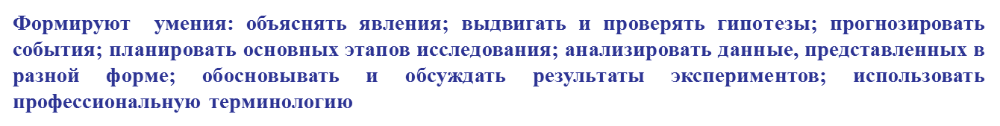 Формируют умения: объяснять явления; выдвигать и проверять гипотезы; прогнозировать
события; планировать основных этапов исследования; анализировать данные, представленных в
разной форме; обосновывать и обсуждать результаты экспериментов; использовать
профессиональную терминологию